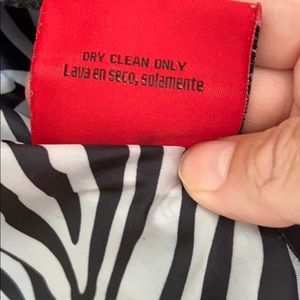 DRY CLEAN ONLY
Lava en seco, solamente